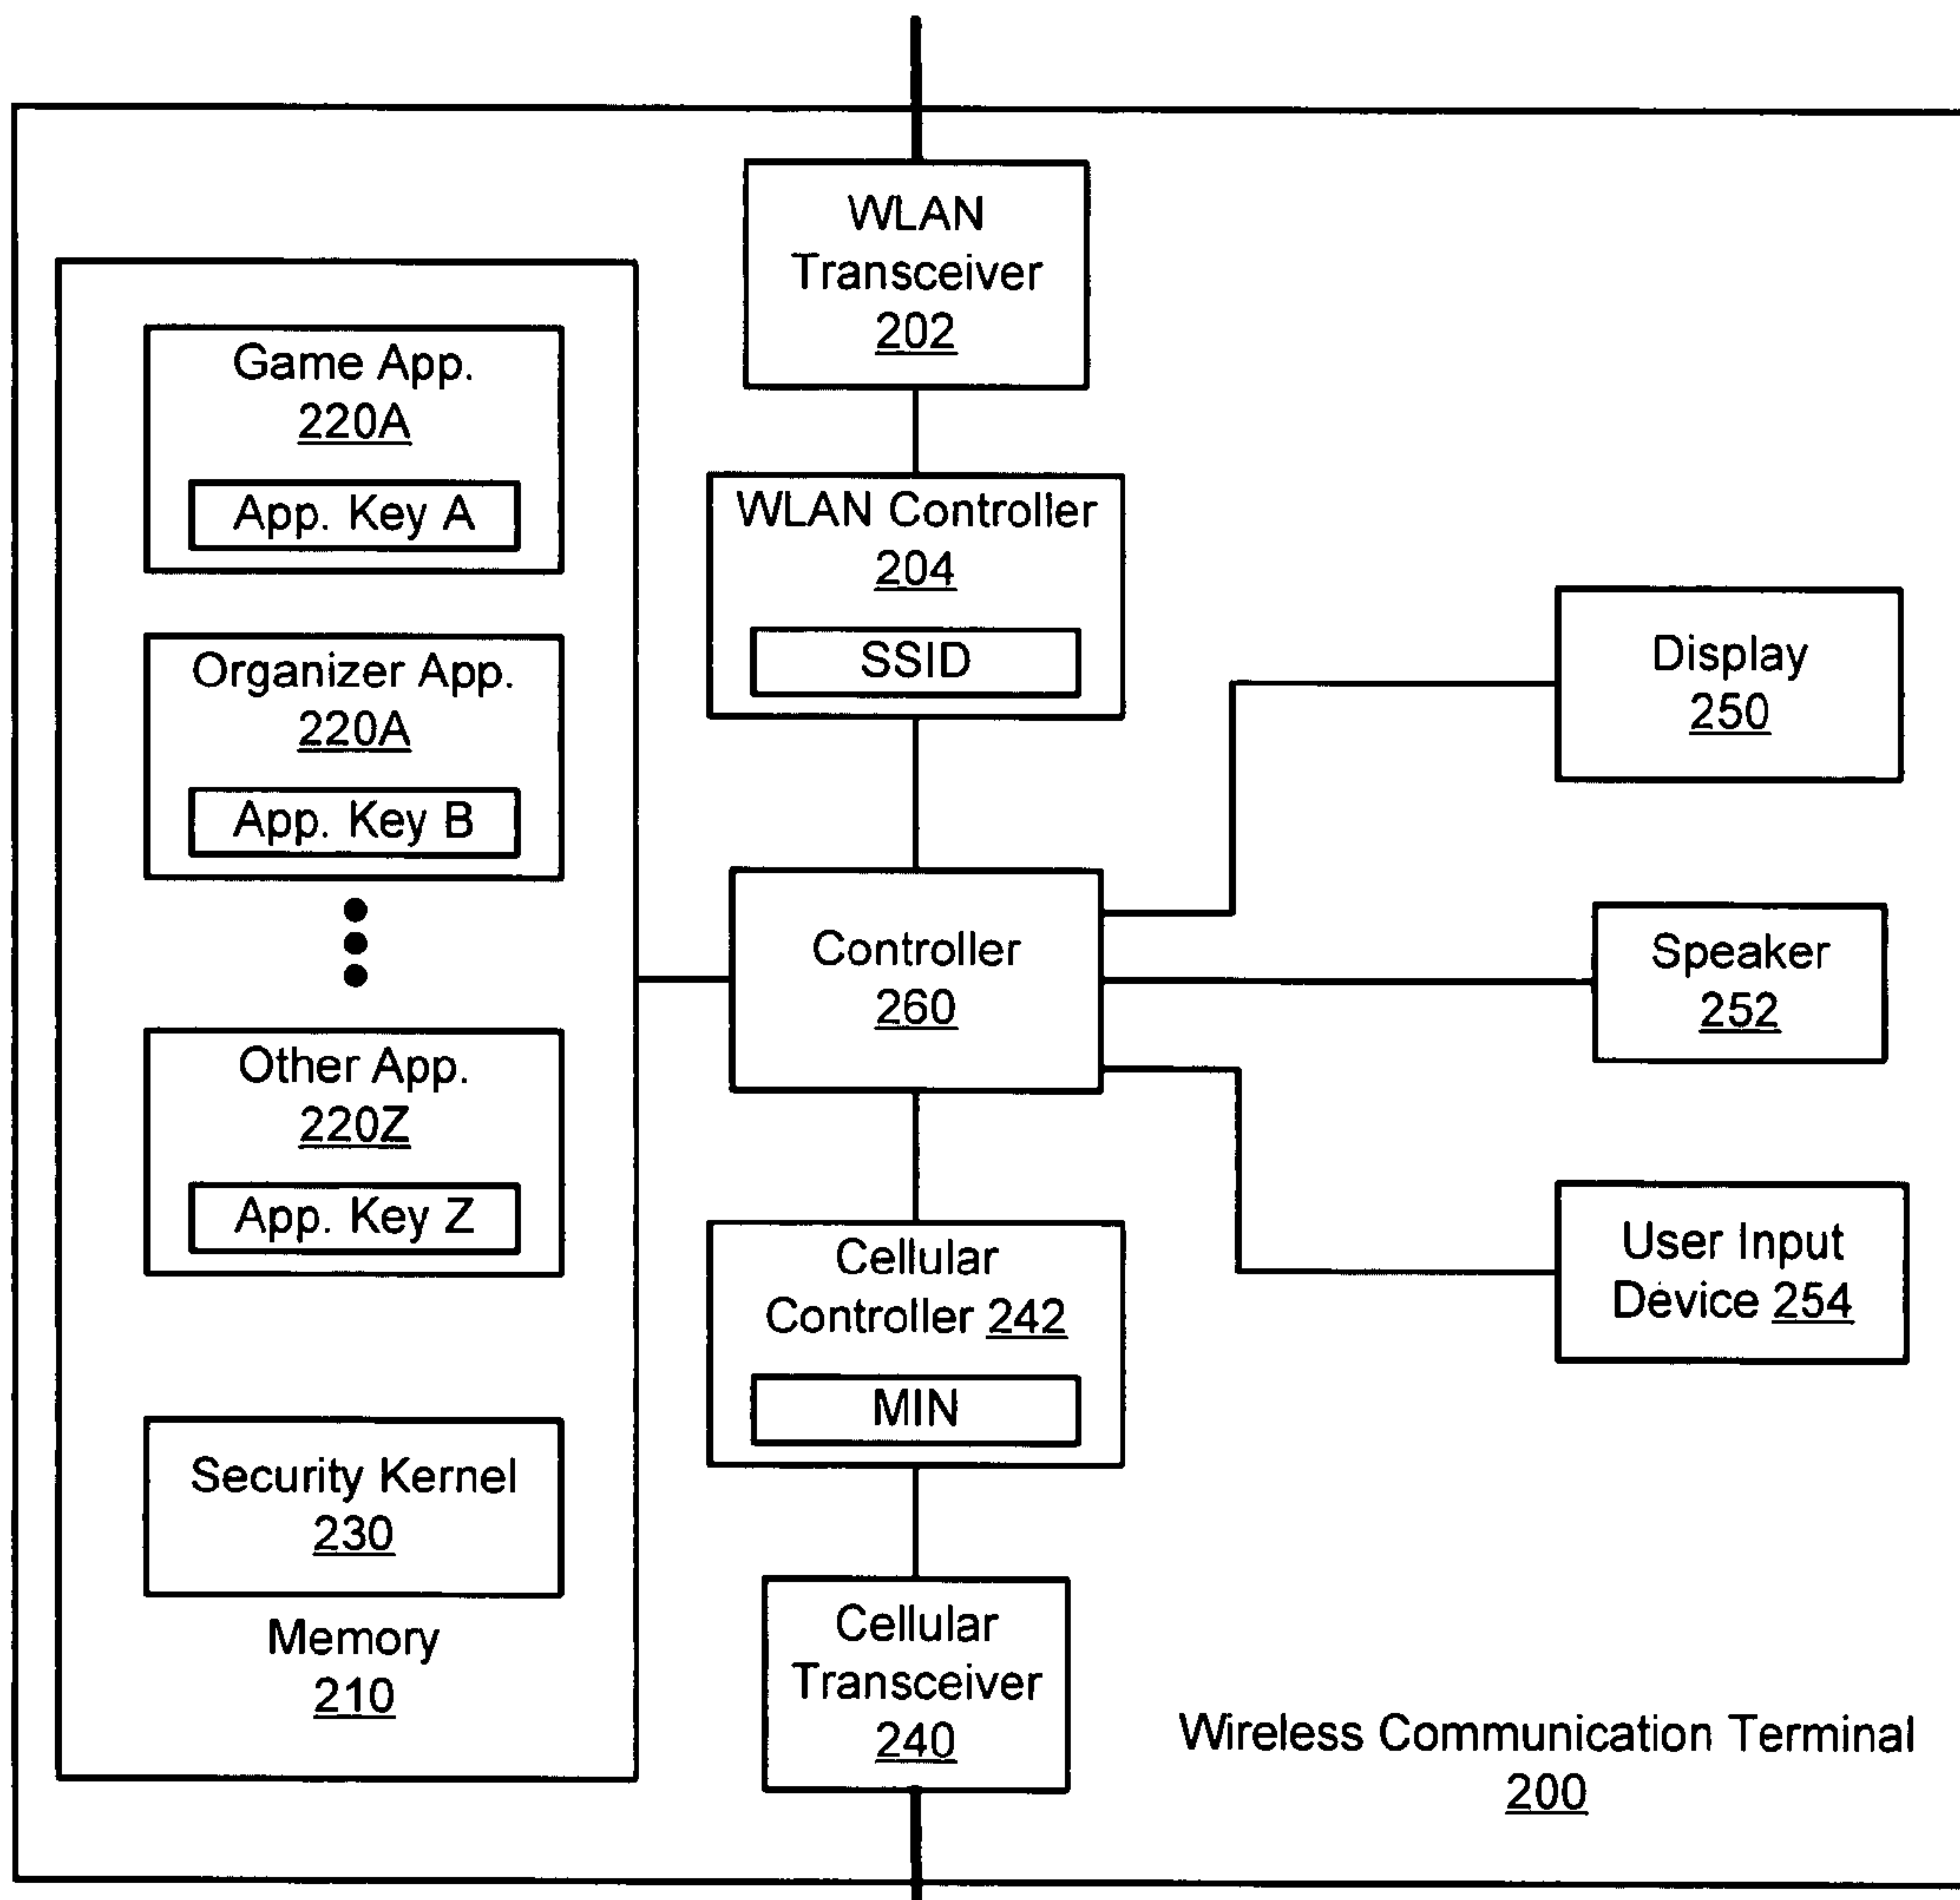 WLAN
Transceiver
202
Game App.
220A
App. Key A
WLAN Controller
204
SSID
Organizer App.
220A
App. Key B
Display
250
Controller
260
Speaker
252
Other App.
220Z
App. Key Z
Cellular
Controller 242
MIN
User Input
Device 254
Security Kernel
230
Memory
210
Cellular
Transceiver
240
Wireless Communication Terminal
200